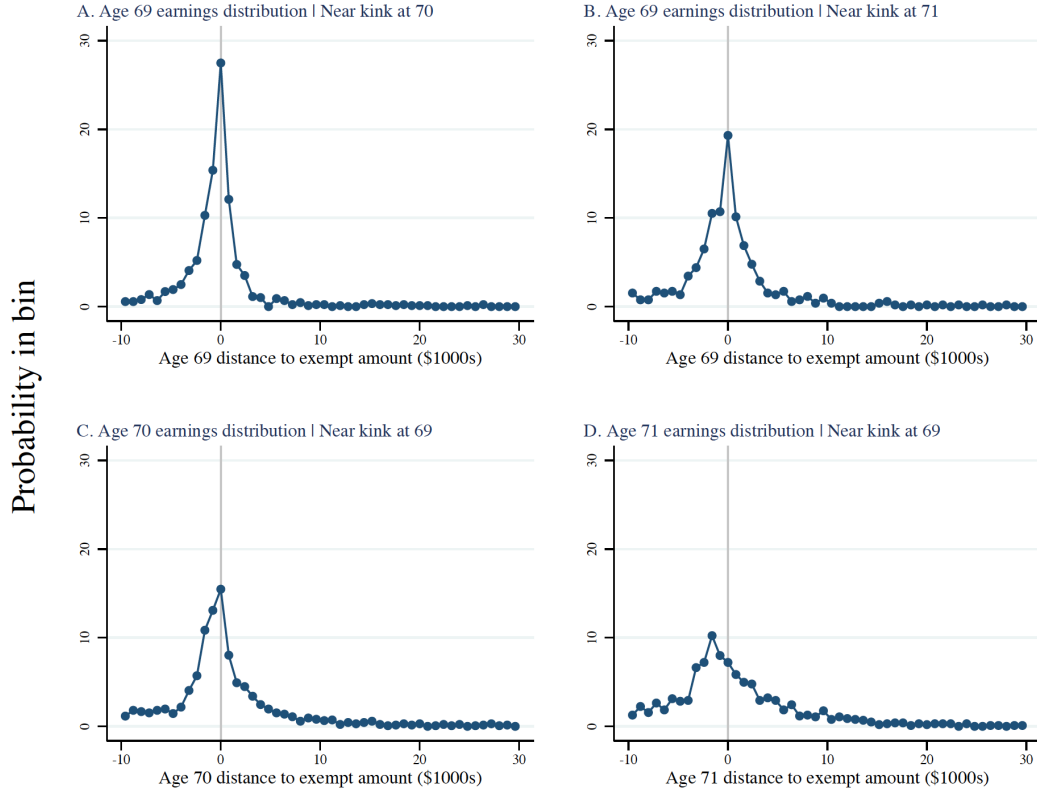 A. Age 69 earnings distribution | Near kink at 70
30
20
10
0
-10 0 10 20 30
Age 69 distance to exempt amount ($1000s)
B. Age 69 earnings distribution | Near kink at 71
30
20
10
0
-10 0 10 20 30
Age 69 distance to exempt amount ($1000s)
Probability in bin
C. Age 70 earnings distribution | Near kink at 69
30
20
10
0
-10 0 10 20 30
Age 70 distance to exempt amount ($1000s)
D. Age 71 earnings distribution | Near kink at 69
30
20
10
0
-10 0 10 20 30
Age 71 distance to exempt amount ($1000s)